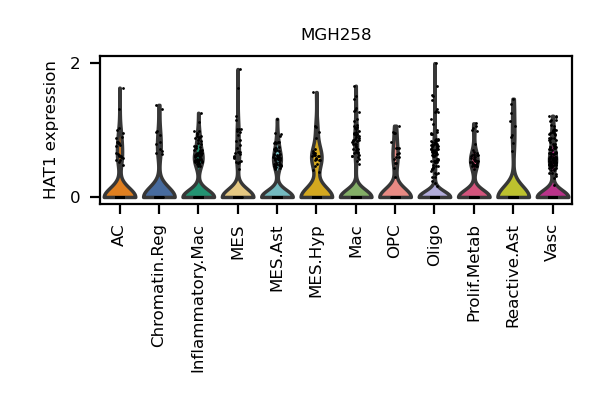 MGH258
HAT1 expression
2
0
AC
Chromatin.Reg
Inflammatory.Mac
MES
MES.Ast
MES.Hyp
Mac
OPC
Oligo
Prolif.Metab
Reactive.Ast
Vasc